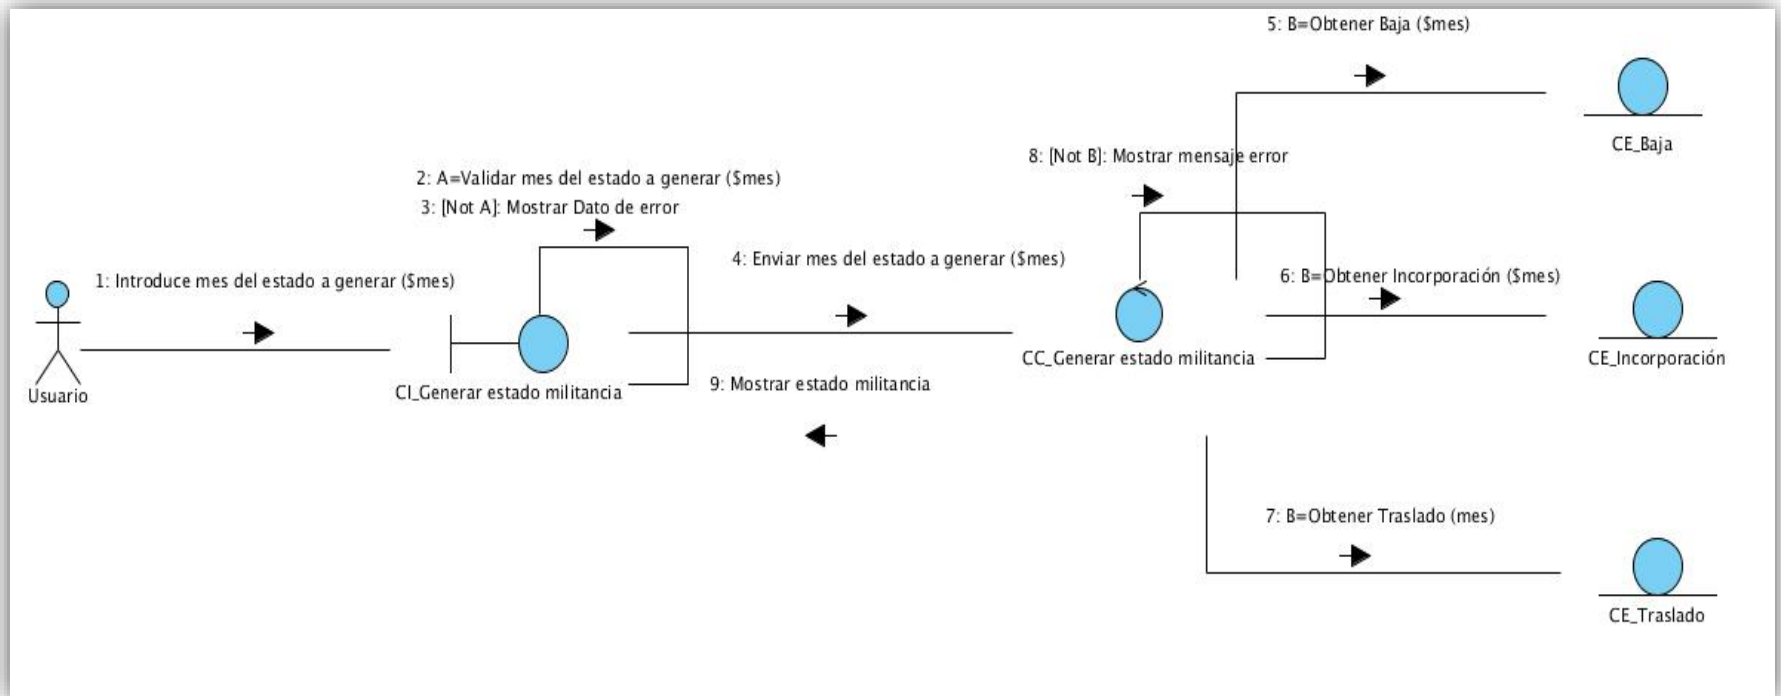 5: B=Obtener Baja ($mes)
CE_Baja
8: [Not B]: Mostrar mensaje error
2: A=Validar mes del estado a generar ($mes)
3: [Not A]: Mostrar Dato de error
4: Enviar mes del estado a generar ($mes)
1: Introduce mes del estado a generar ($mes)
6: B=Obtener Incorporación ($mes)
CC_Generar estado militancia
CE_Incorporación
9: Mostrar estado militancia
CI_Generar estado militancia
Usuario
7: B=Obtener Traslado (mes)
CE_Traslado